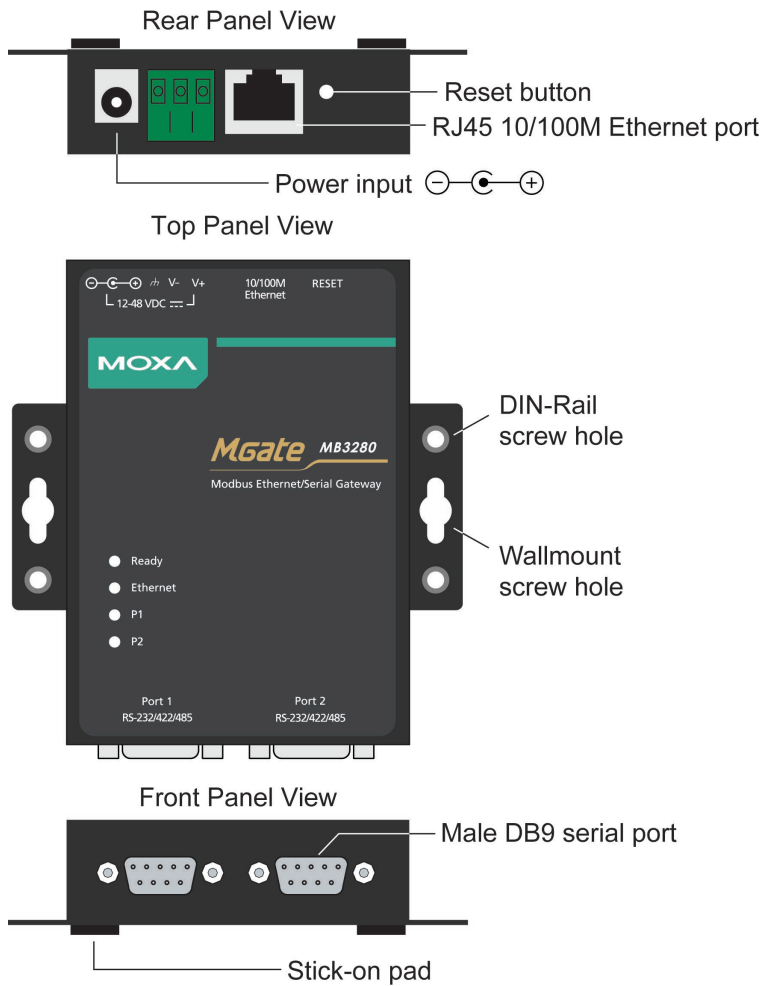 Rear Panel View
Reset button
RJ45 10/100M Ethernet port
Power input
Top Panel View
V- V+
12-48 VDC
10/100M
Ethernet
RESET
MOXA
DIN-Rail
screw hole
MGate MB3280
Modbus Ethernet/Serial Gateway
Wallmount
screw hole
Ready
Ethernet
P1
P2
Port 1
RS-232/422/485
Port 2
RS-232/422/485
Front Panel View
Male DB9 serial port
Stick-on pad